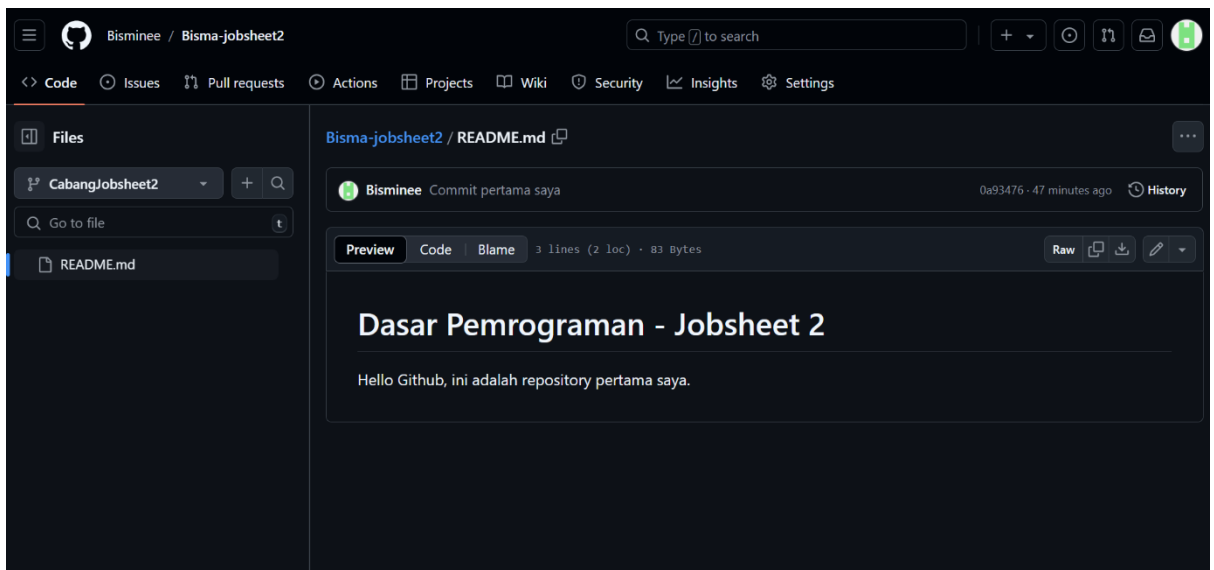 Bisminee / Bisma-jobsheet2
Type / to search
Code Issues Pull requests Actions Projects Wiki Security Insights Settings
Files
CabangJobsheet2
Go to file t
README.md
Bisma-jobsheet2 / README.md
Bisminee Commit pertama saya 0a93476 · 47 minutes ago History
Preview Code Blame 3 lines (2 loc) · 83 Bytes Raw
Dasar Pemrograman - Jobsheet 2
Hello Github, ini adalah repository pertama saya.